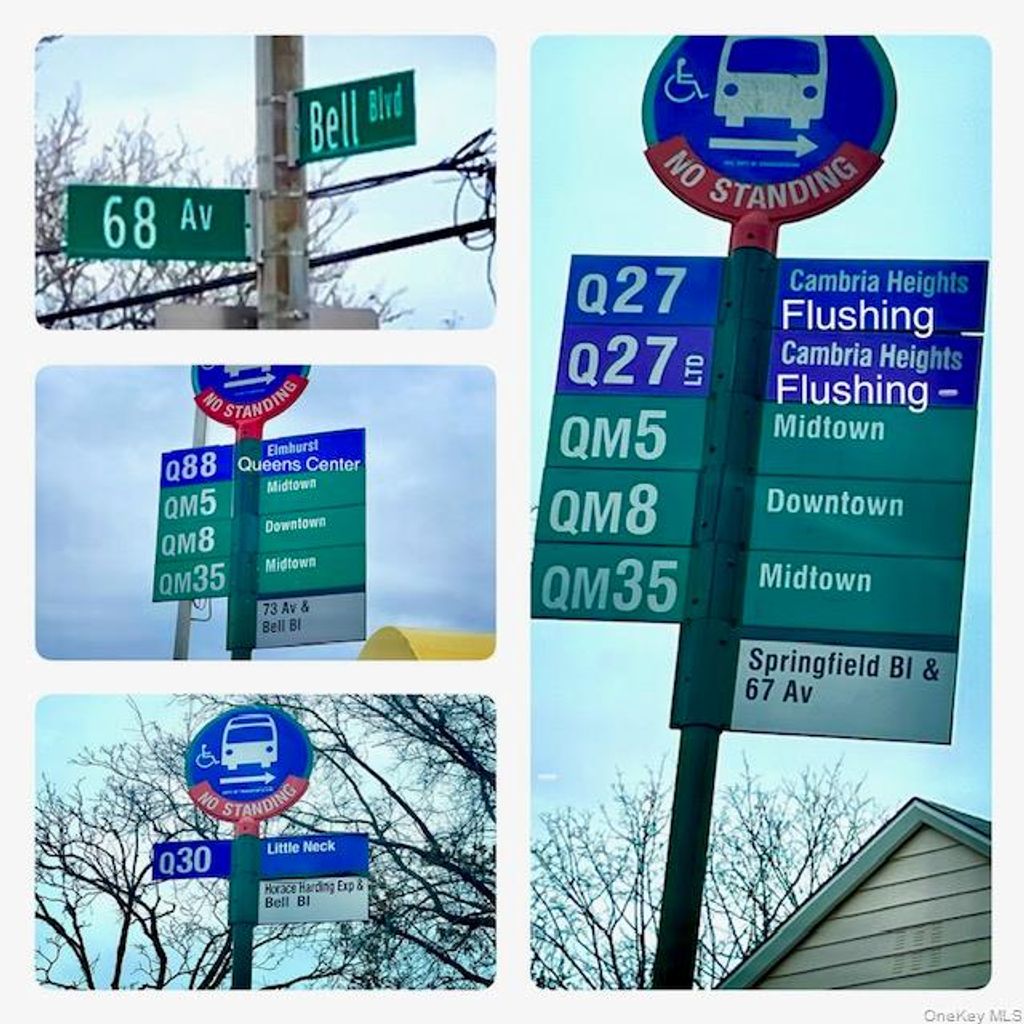 Bell Blvd
68 Av
NO STANDING
Q88
Elmhurst
Queens Center
QM5
Midtown
QM8
Downtown
QM35
Midtown
73 Av &
Bell Bl
NO STANDING
Q30
Little Neck
Horace Harding Exp &
Bell Bl
NO STANDING
Q27
Cambria Heights
Flushing
Q27 LTD
Cambria Heights
Flushing
QM5
Midtown
QM8
Downtown
QM35
Midtown
Springfield Bl &
67 Av
OneKey MLS